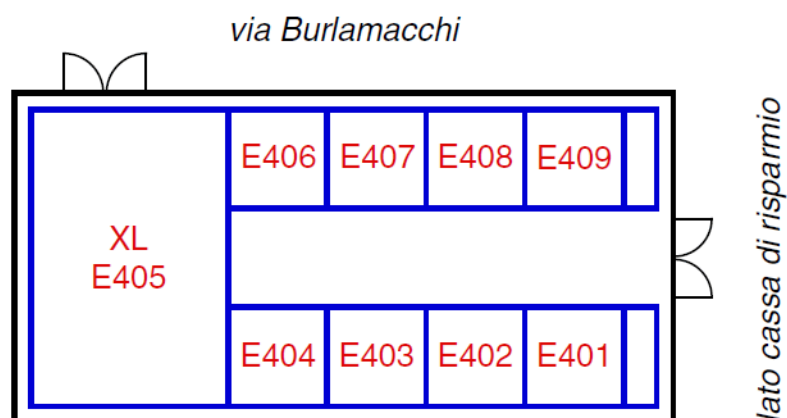 via Burlamacchi
E406 E407 E408 E409
XL
E405
E404 E403 E402 E401
lato cassa di risparmio